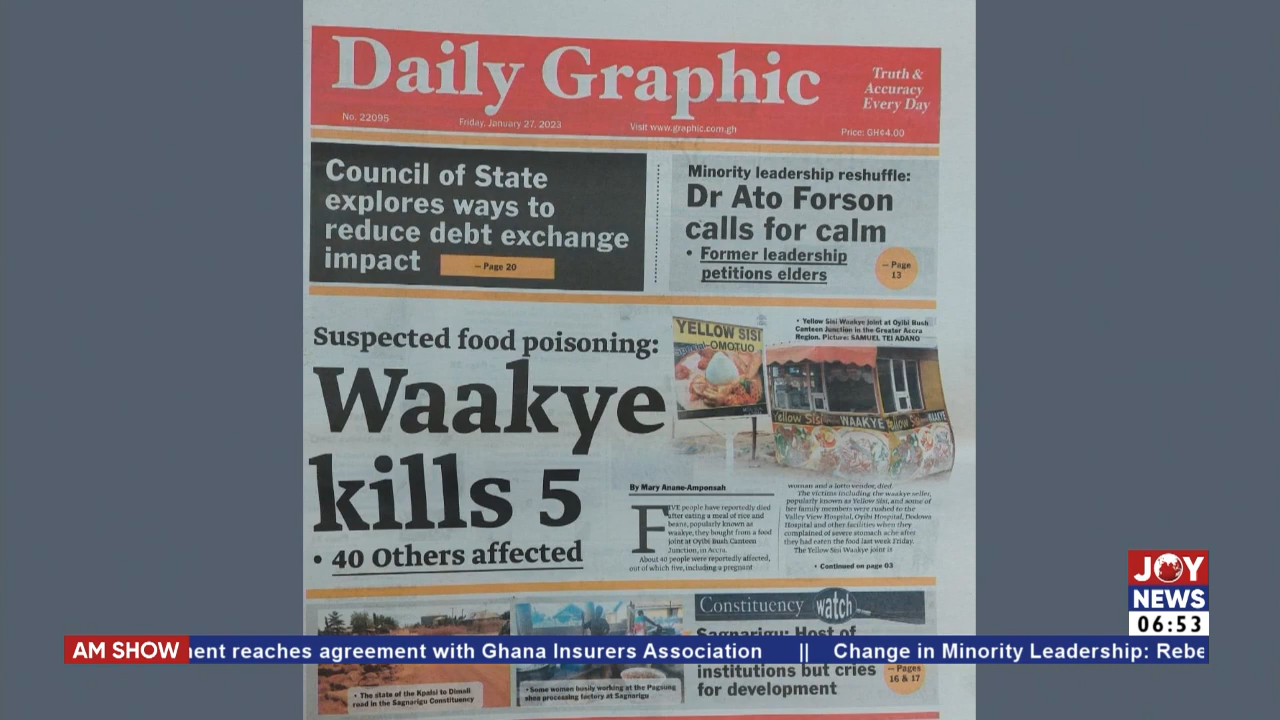 Daily Graphic
Truth &
Accuracy
Every Day
No. 22095
Friday, January 27, 2023
Visit www.graphic.com.gh
Price: GH¢4.00
Council of State
explores ways to
reduce debt exchange
impact
– Page 20
Minority leadership reshuffle:
Dr Ato Forson
calls for calm
• Former leadership
petitions elders
– Page
13
Suspected food poisoning:
Waakye
kills 5
• 40 Others affected
YELLOW SISI
OMOTUO
• Yellow Sisi Waakye joint at Oyibi Bush
Canteen Junction in the Greater Accra
Region. Picture: SAMUEL TEI ADANO
Yellow Sisi WAAKYE Yellow Si WAAKYE
By Mary Anane-Amponsah
FIVE people have reportedly died
after eating a meal of rice and
beans, popularly known as
waakye, they bought from a food
joint at Oyibi Bush Canteen
Junction, in Accra.
About 40 people were reportedly affected,
out of which five, including a pregnant
woman and a lotto vendor, died.
The victims including the waakye seller,
popularly known as Yellow Sisi, and some of
her family members were rushed to the
Valley View Hospital, Oyibi Hospital, Dodowa
Hospital and other facilities when they
complained of severe stomach ache after
they had eaten the food last week Friday.
The Yellow Sisi Waakye joint is
• Continued on page 03
Constituency watch
Sagnarigu: Host of
institutions but cries
for development
– Pages
16 & 17
• The state of the Kpalsi to Dimali
road in the Sagnarigu Constituency
• Some women busily working at the Pagsung
shea processing factory at Sagnarigu
JOY
NEWS
06:53
AM SHOW
ent reaches agreement with Ghana Insurers Association || Change in Minority Leadership: Rebe